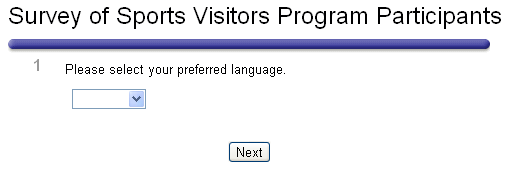 Survey of Sports Visitors Program Participants
1 Please select your preferred language.
Next